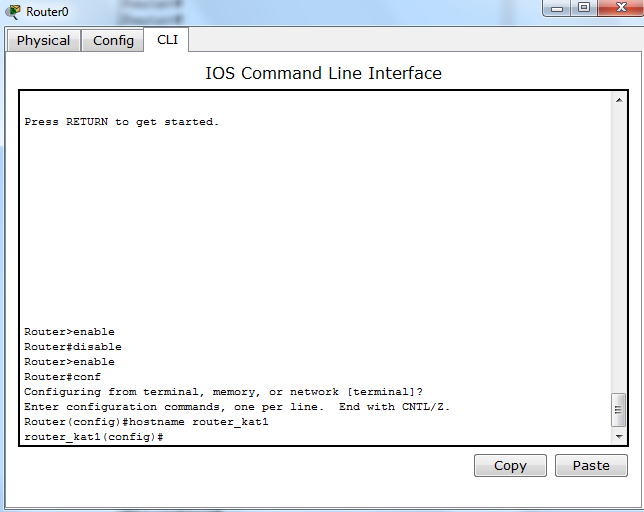 Router0
Physical Config CLI
IOS Command Line Interface
Press RETURN to get started.
Router>enable
Router#disable
Router>enable
Router#conf
Configuring from terminal, memory, or network [terminal]?
Enter configuration commands, one per line.  End with CNTL/Z.
Router(config)#hostname router_kat1
router_kat1(config)#
Copy Paste